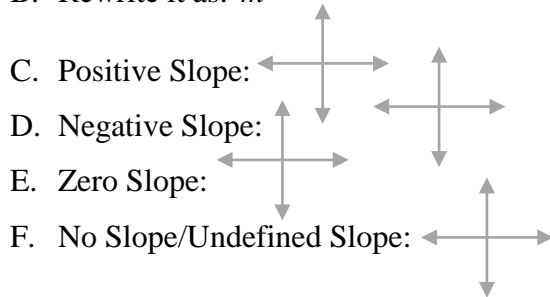 C. Positive Slope:
D. Negative Slope:
E. Zero Slope:
F. No Slope/Undefined Slope: